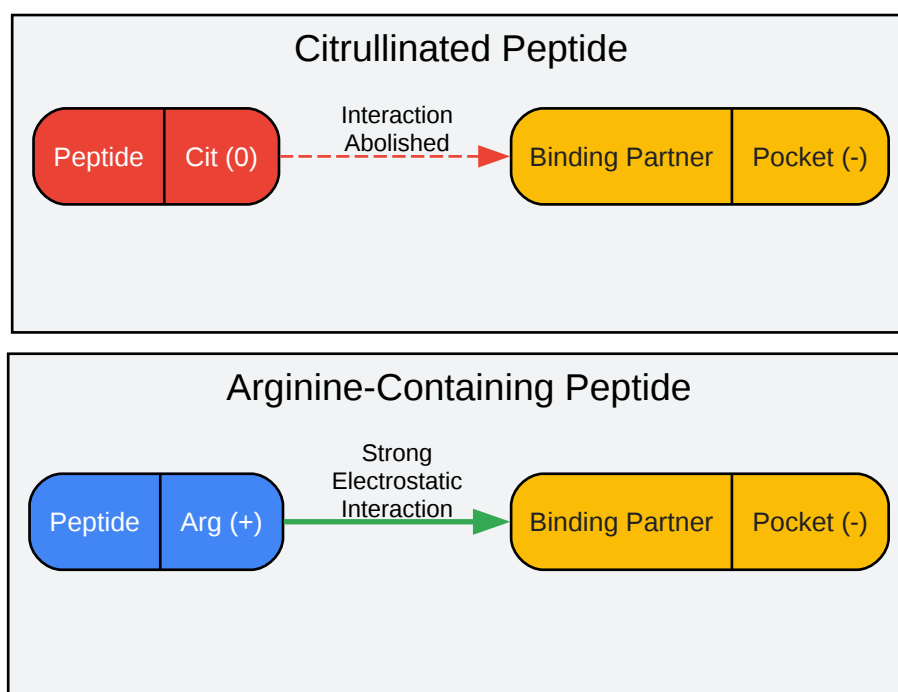 Citrullinated Peptide
Interaction
Abolished
Peptide
Cit (0)
Binding Partner
Pocket (-)
Arginine-Containing Peptide
Strong
Electrostatic
Interaction
Peptide
Arg (+)
Binding Partner
Pocket (-)